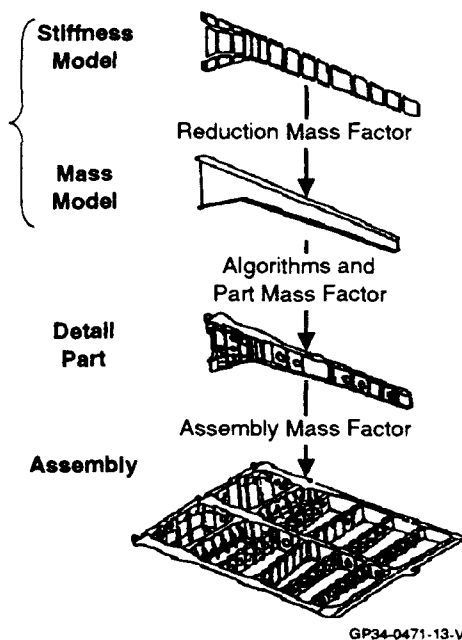 Stiffness
Model
Reduction Mass Factor
Mass
Model
Algorithms and
Part Mass Factor
Detail
Part
Assembly Mass Factor
Assembly
GP34-0471-13-V